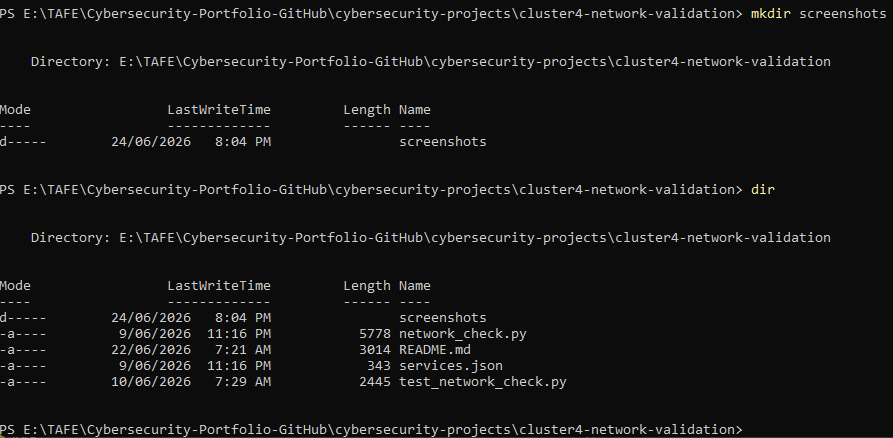 PS E:\TAFE\Cybersecurity-Portfolio-GitHub\cybersecurity-projects\cluster4-network-validation> mkdir screenshots
Directory: E:\TAFE\Cybersecurity-Portfolio-GitHub\cybersecurity-projects\cluster4-network-validation
Mode LastWriteTime Length Name
---- ------------- ------ ----
d----- 24/06/2026 8:04 PM screenshots
PS E:\TAFE\Cybersecurity-Portfolio-GitHub\cybersecurity-projects\cluster4-network-validation> dir
Directory: E:\TAFE\Cybersecurity-Portfolio-GitHub\cybersecurity-projects\cluster4-network-validation
Mode LastWriteTime Length Name
---- ------------- ------ ----
d----- 24/06/2026 8:04 PM screenshots
-a---- 9/06/2026 11:16 PM 5778 network_check.py
-a---- 22/06/2026 7:21 AM 3014 README.md
-a---- 9/06/2026 11:16 PM 343 services.json
-a---- 10/06/2026 7:29 AM 2445 test_network_check.py
PS E:\TAFE\Cybersecurity-Portfolio-GitHub\cybersecurity-projects\cluster4-network-validation>